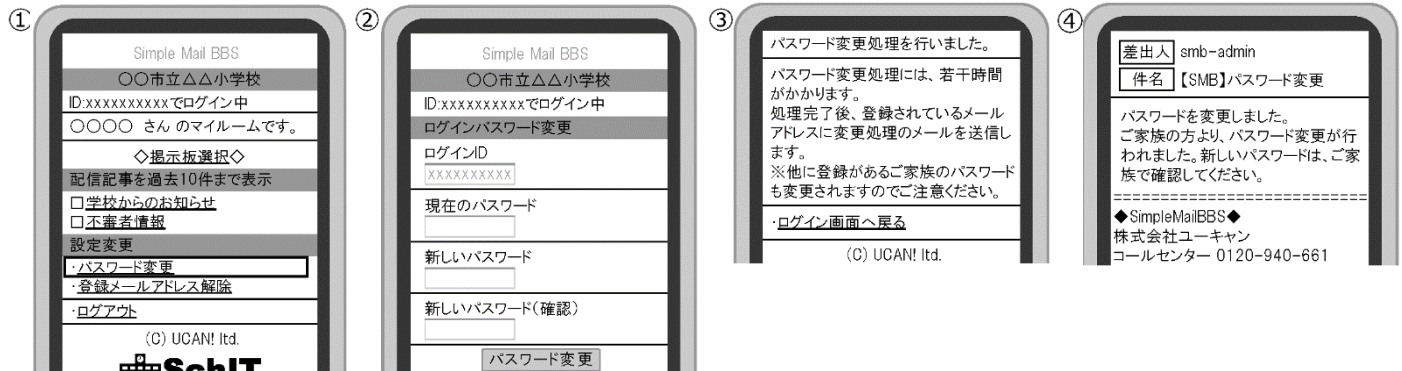 ①
Simple Mail BBS
○○市立△△小学校
ID:xxxxxxxxxxでログイン中
○○○○ さん のマイルームです。
◇掲示板選択◇
配信記事を過去10件まで表示
□学校からのお知らせ
□不審者情報
設定変更
・パスワード変更
・登録メールアドレス解除
・ログアウト
(C) UCAN! ltd.
SchIT
②
Simple Mail BBS
○○市立△△小学校
ID:xxxxxxxxxxでログイン中
ログインパスワード変更
ログインID
xxxxxxxxxx
現在のパスワード
新しいパスワード
新しいパスワード(確認)
パスワード変更
③
パスワード変更処理を行いました。
パスワード変更処理には、若干時間
がかかります。
処理完了後、登録されているメール
アドレスに変更処理のメールを送信し
ます。
※他に登録があるご家族のパスワード
も変更されますのでご注意ください。
・ログイン画面へ戻る
(C) UCAN! ltd.
④
差出人 smb-admin
件名 【SMB】パスワード変更
パスワードを変更しました。
ご家族の方より、パスワード変更が行
われました。新しいパスワードは、ご家
族で確認してください。
==============================
◆SimpleMailBBS◆
株式会社ユーキャン
コールセンター 0120-940-661